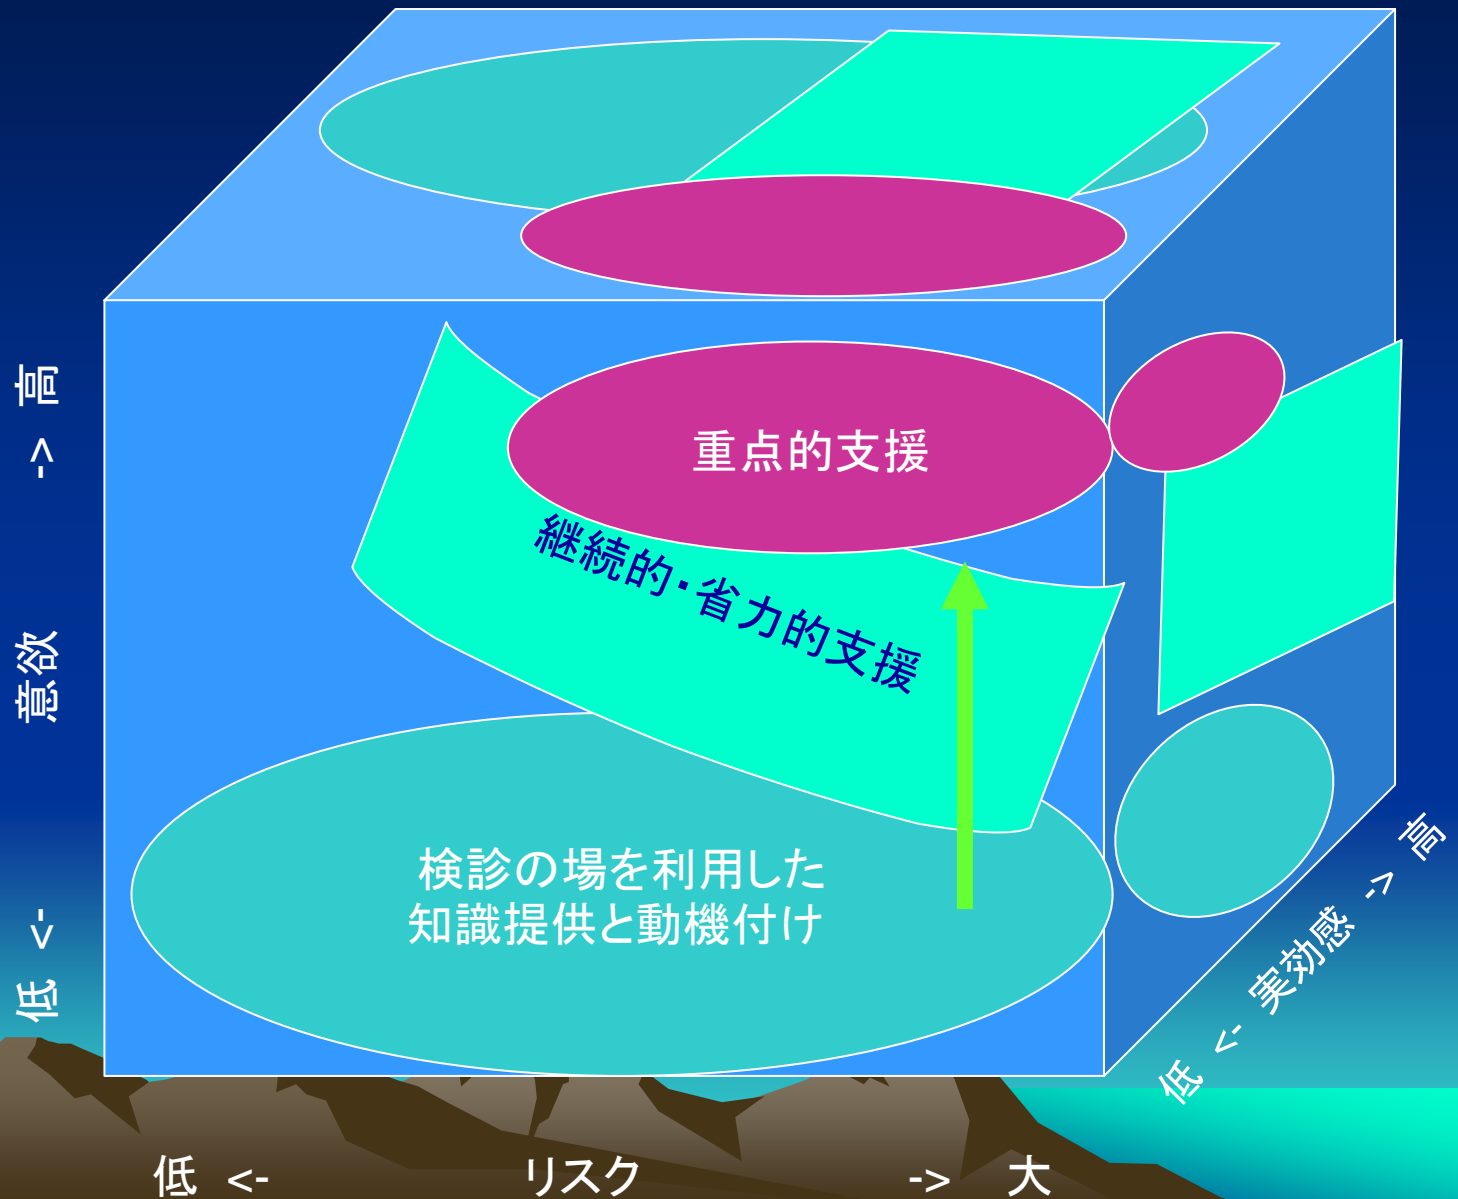 重点的支援
継続的・省力的支援
検診の場を利用した
知識提供と動機付け
低 <- 意欲 -> 高
低 <- 実効感 -> 高
低 <- リスク -> 大